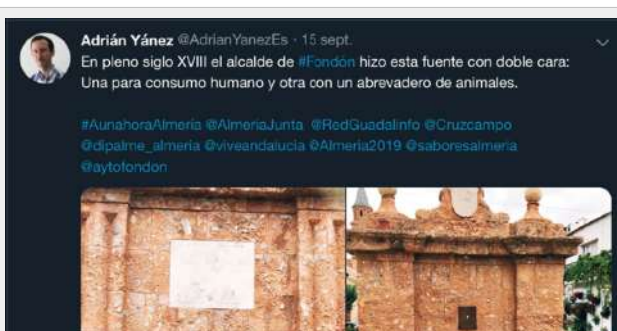 Adrián Yánez @AdrianYanezEs · 15 sept.
En pleno siglo XVIII el alcalde de #Fondón hizo esta fuente con doble cara:
Una para consumo humano y otra con un abrevadero de animales.
#AunahoraAlmeria @AlmeriaJunta @RedGuadalinfo @Cruzcampo
@dipalme_almeria @viveandalucia @Almeria2019 @saboresalmeria
@aytofondon